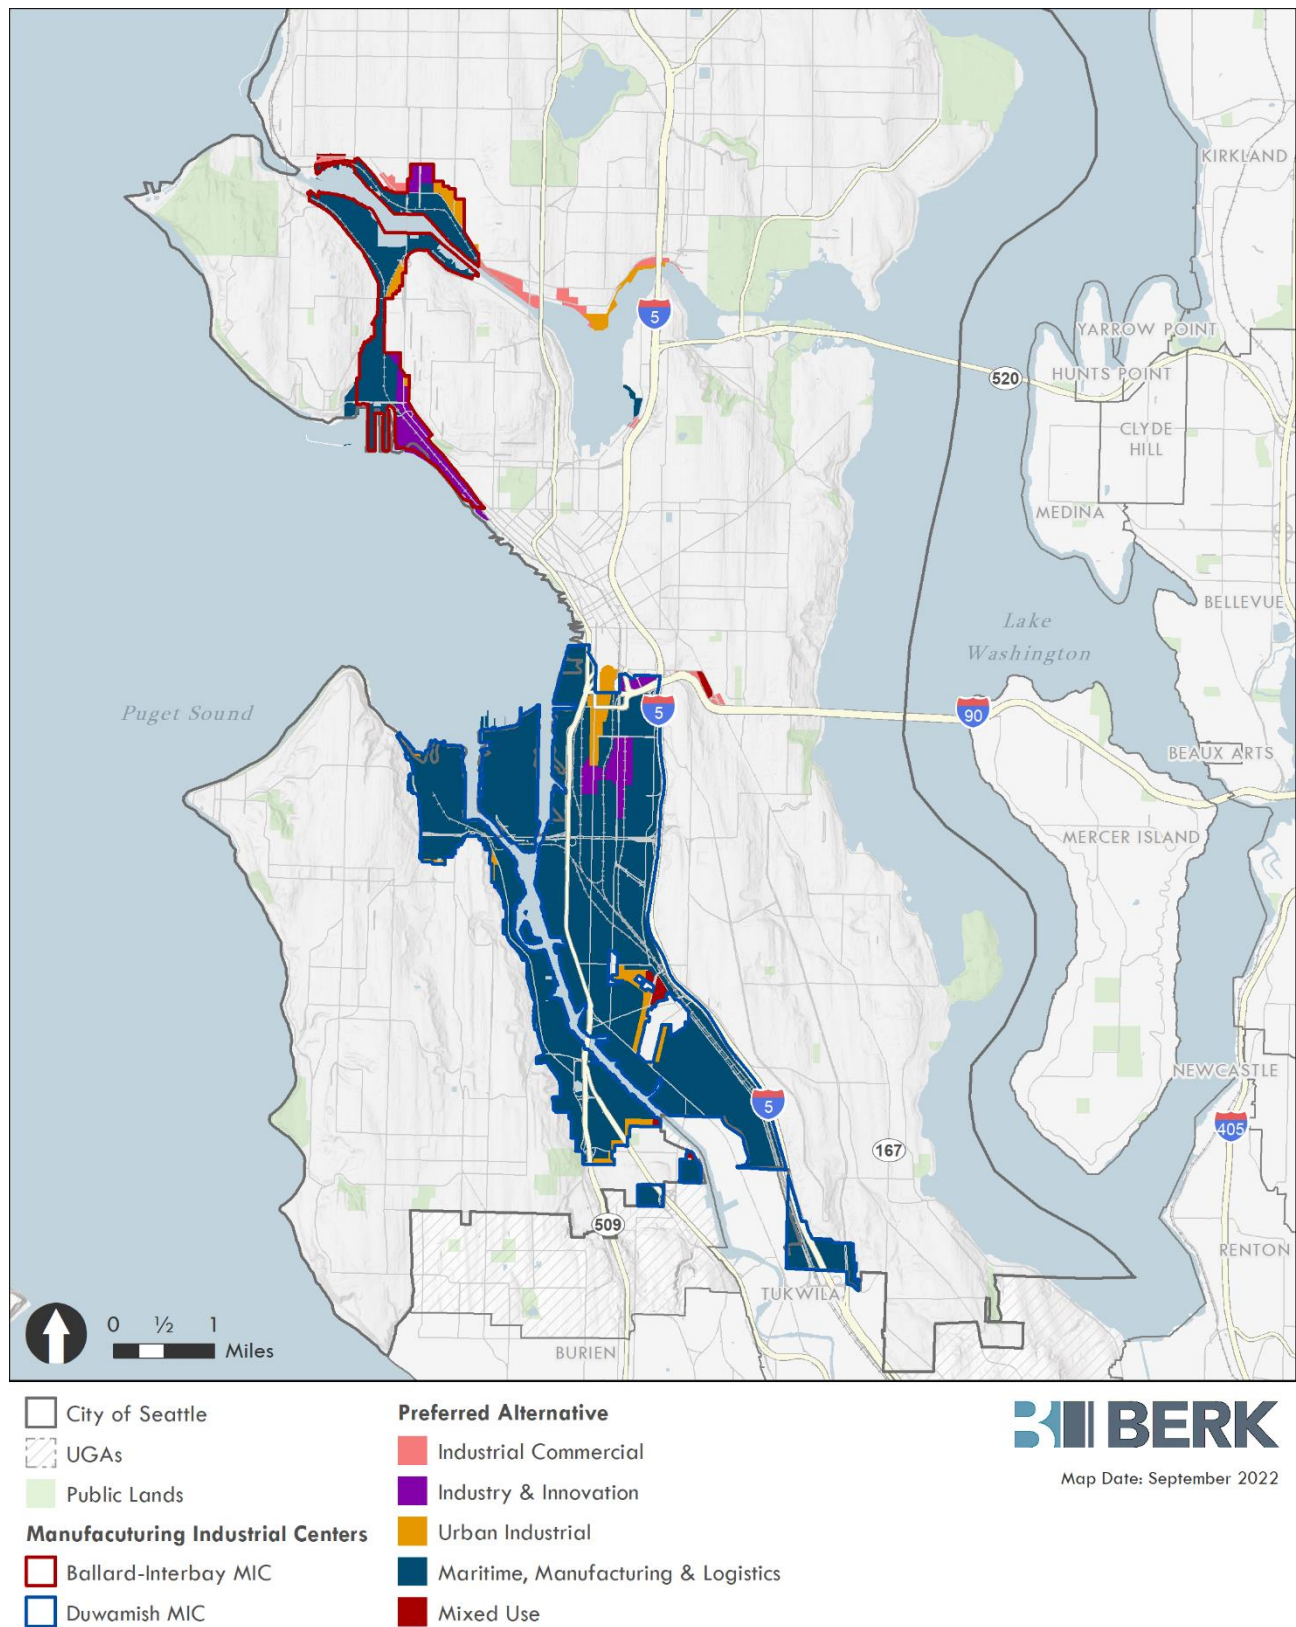 KIRKLAND
YARROW POINT
5
HUNTS POINT
520
CLYDE
HILL
MEDINA
BELLEVUE
Lake
Washington
Puget Sound
5
90
BEAUX ARTS
MERCER ISLAND
NEWCASTLE
5
405
167
509
RENTON
TUKWILA
BURIEN
0 ½ 1
Miles
City of Seattle
UGAs
Public Lands
Manufacuturing Industrial Centers
Ballard-Interbay MIC
Duwamish MIC
Preferred Alternative
Industrial Commercial
Industry & Innovation
Urban Industrial
Maritime, Manufacturing & Logistics
Mixed Use
BERK
Map Date: September 2022